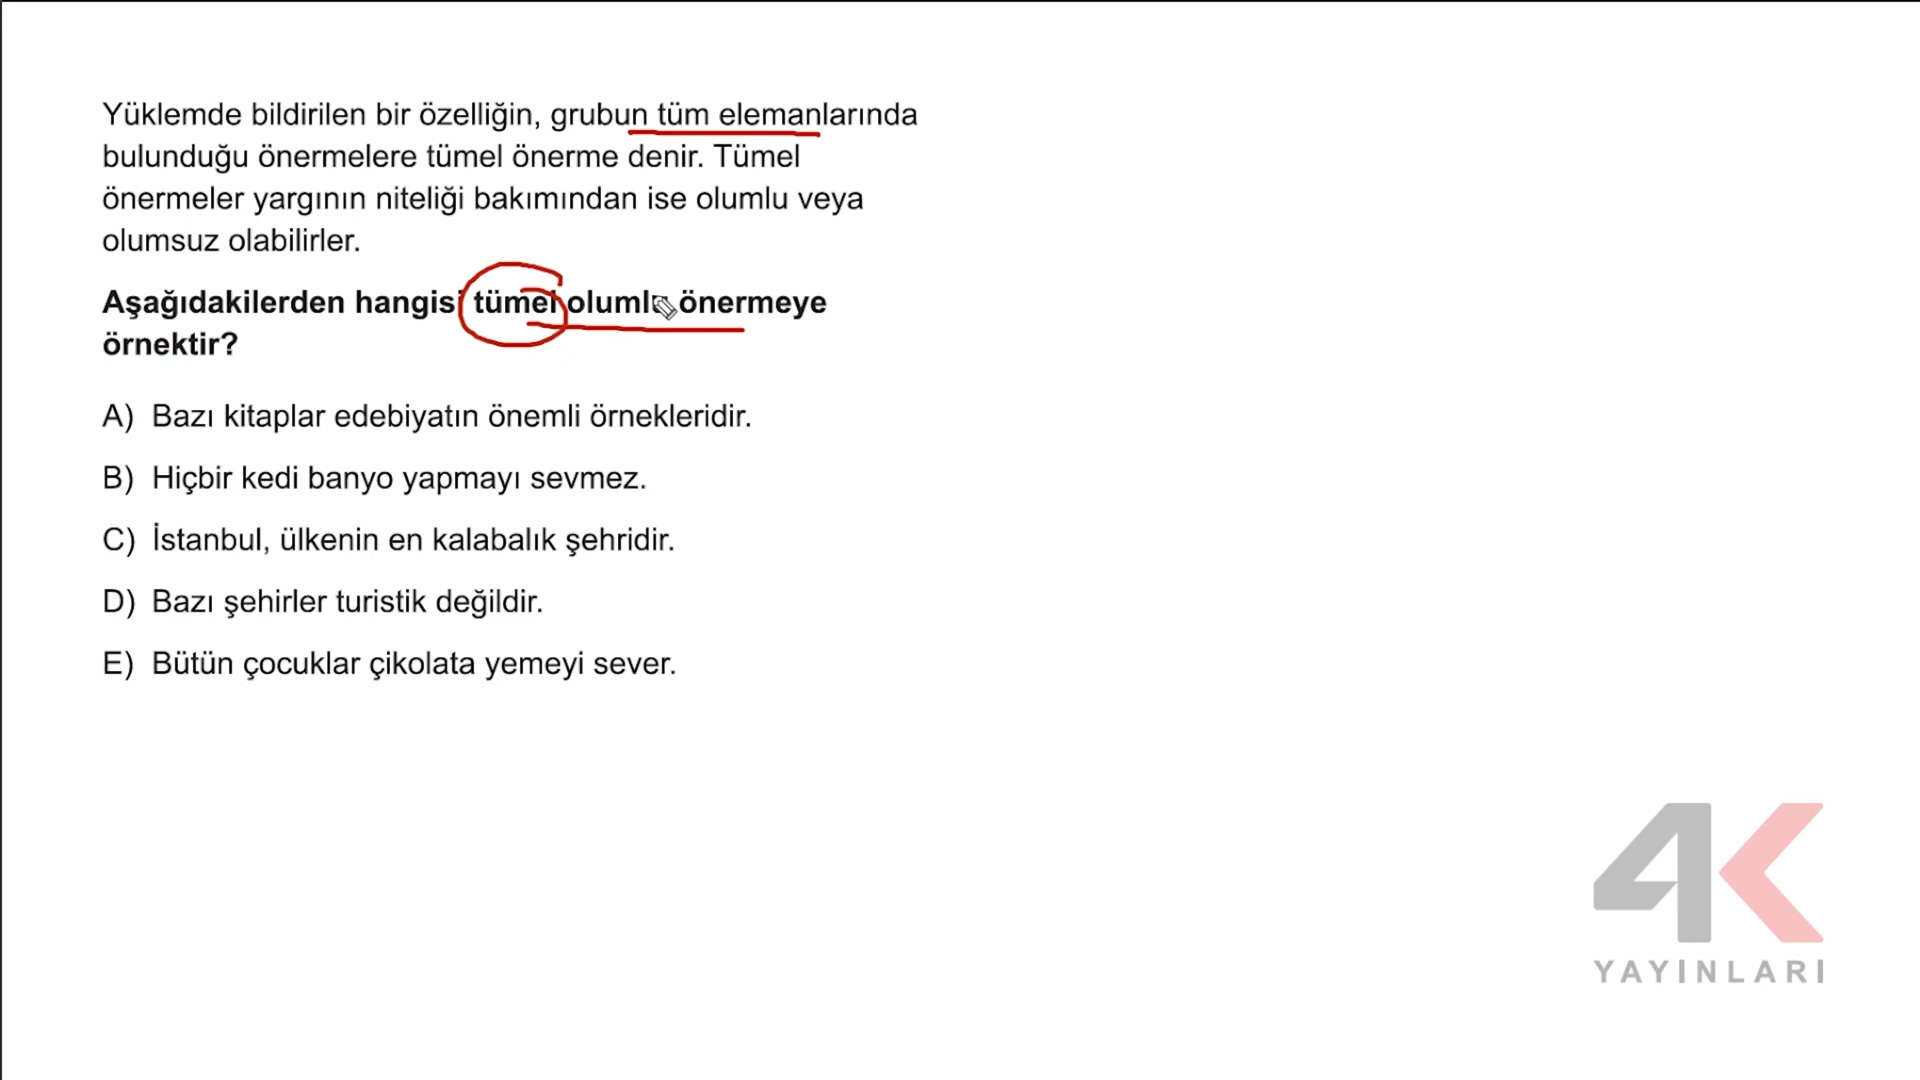 Yüklemde bildirilen bir özelliğin, grubun tüm elemanlarında
bulunduğu önermelere tümel önerme denir. Tümel
önermeler yargının niteliği bakımından ise olumlu veya
olumsuz olabilirler.
Aşağıdakilerden hangisi tümel olumlu önermeye
örnektir?
A) Bazı kitaplar edebiyatın önemli örnekleridir.
B) Hiçbir kedi banyo yapmayı sevmez.
C) İstanbul, ülkenin en kalabalık şehridir.
D) Bazı şehirler turistik değildir.
E) Bütün çocuklar çikolata yemeyi sever.
4K
YAYINLARI